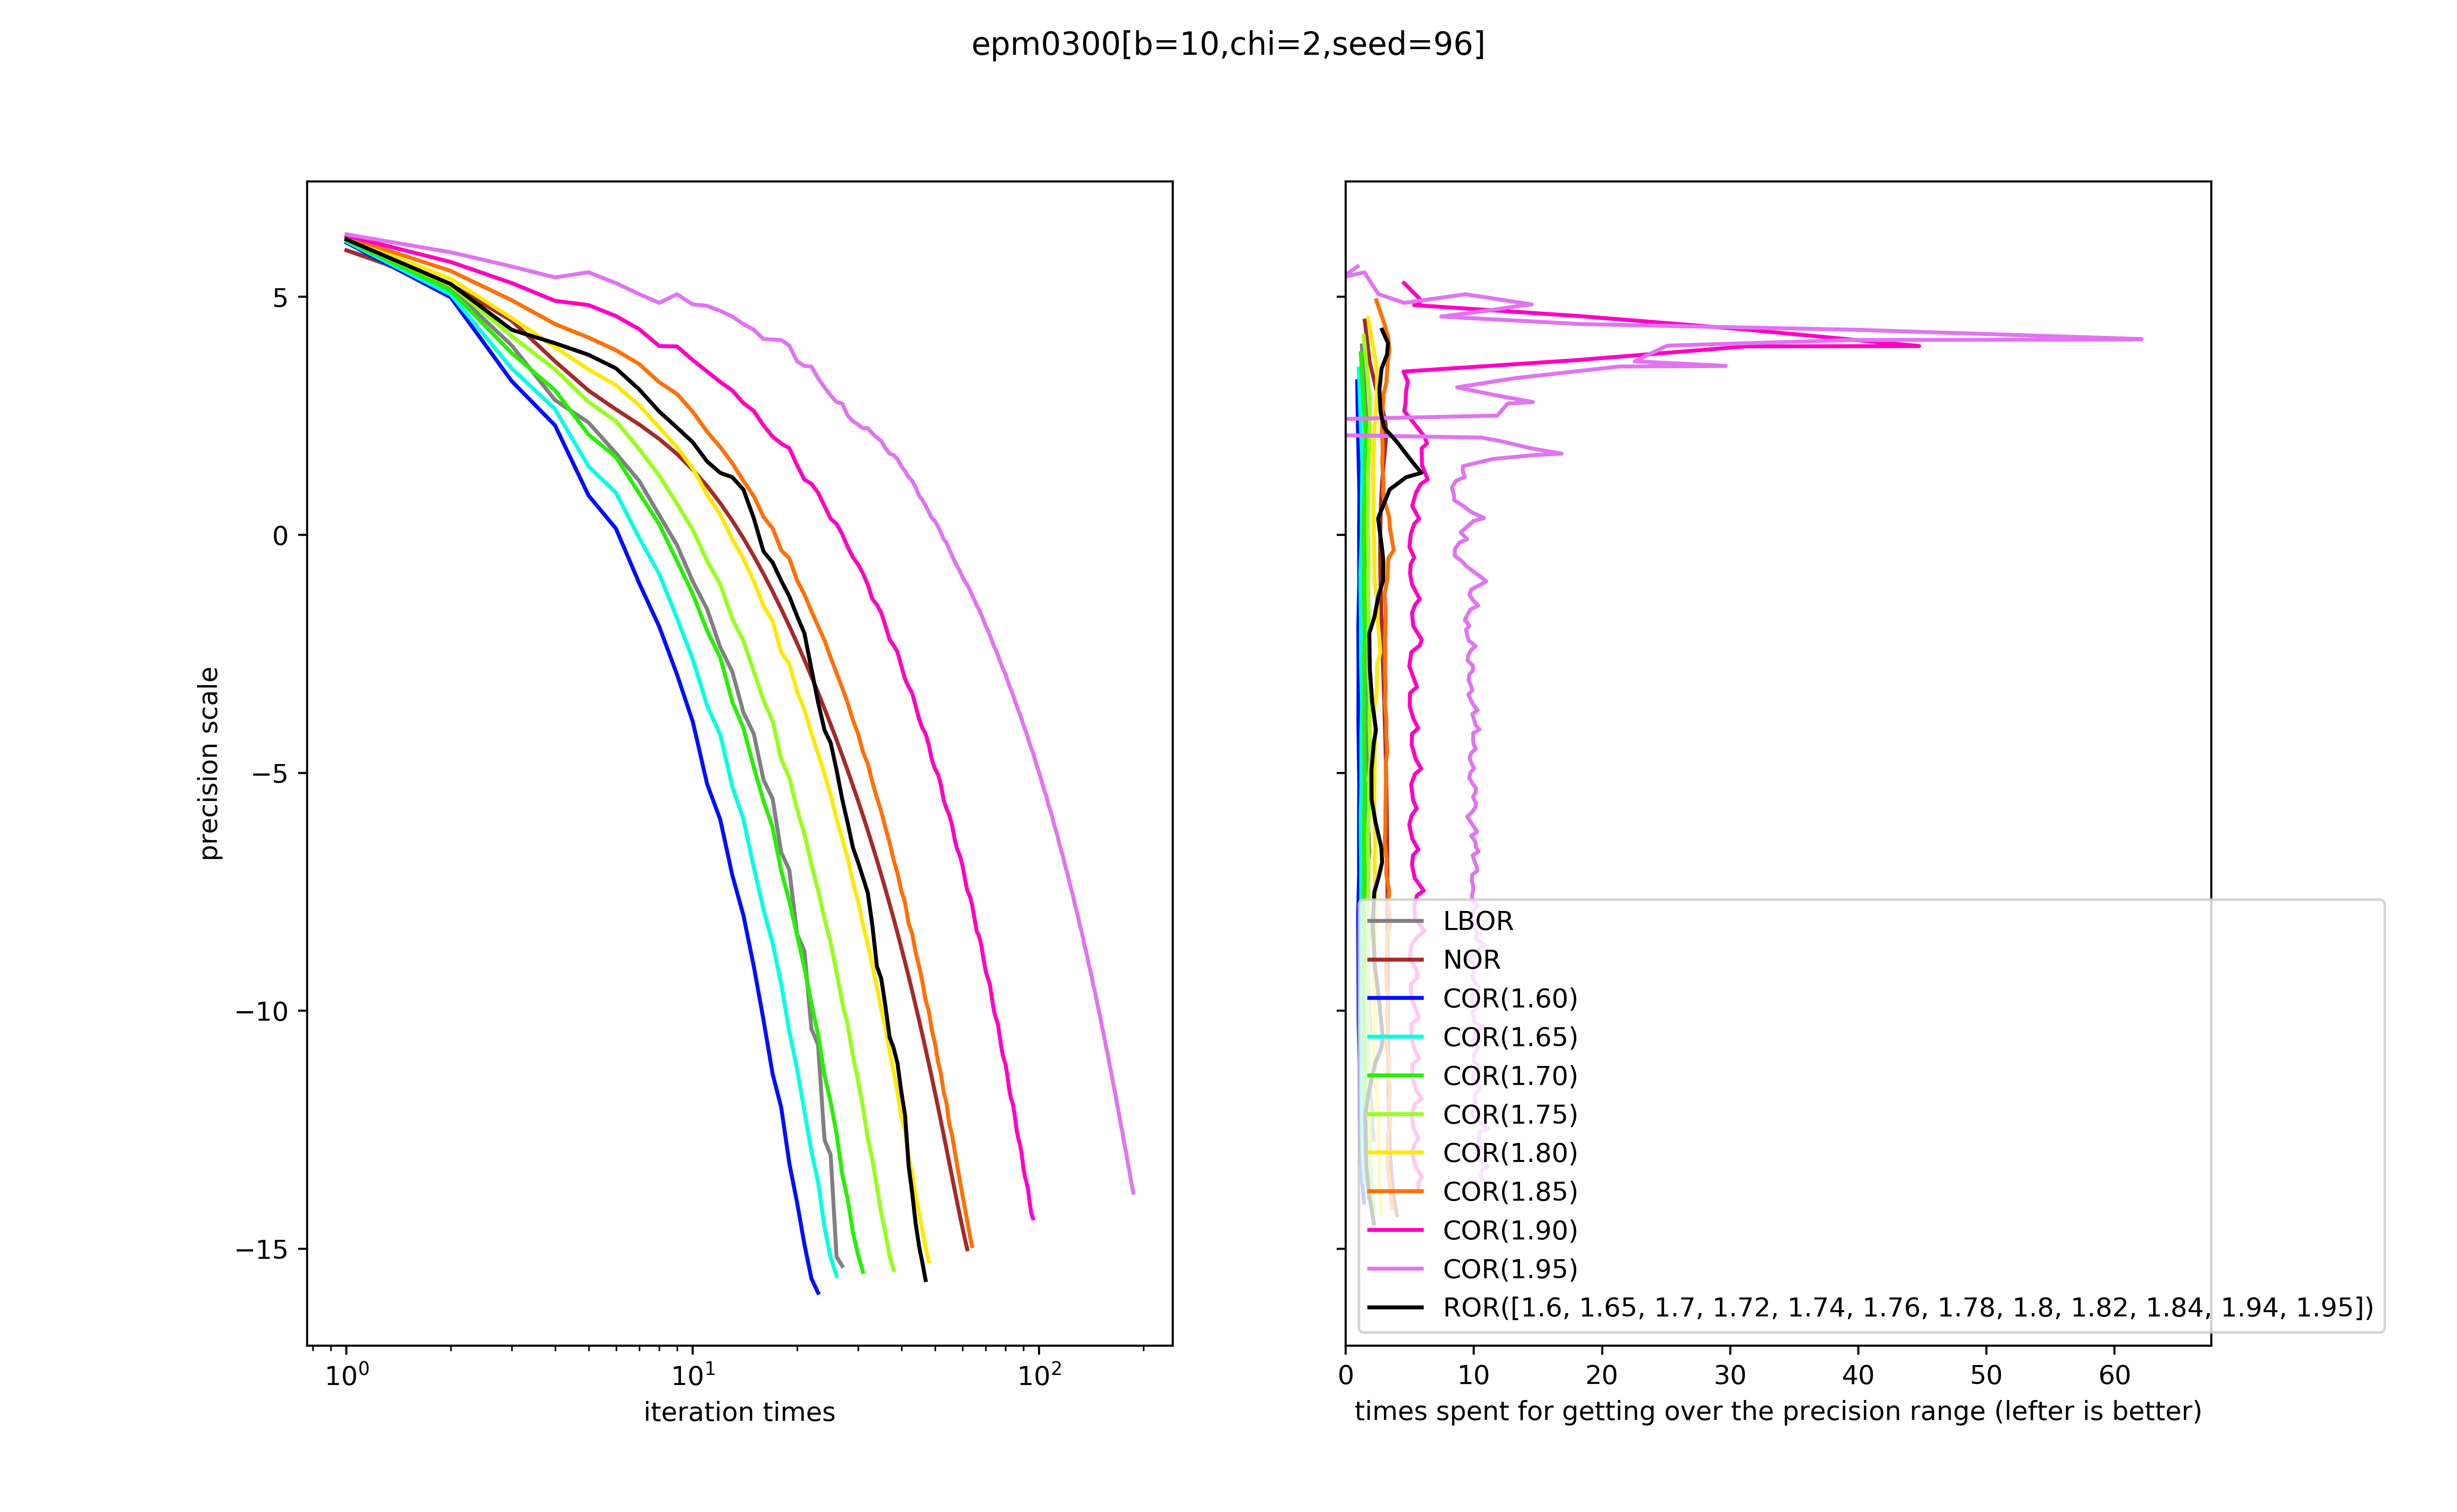 epm0300[b=10,chi=2,seed=96]
precision scale
5
0
−5
−10
−15
10⁰
10¹
10²
iteration times
LBOR
NOR
COR(1.60)
COR(1.65)
COR(1.70)
COR(1.75)
COR(1.80)
COR(1.85)
COR(1.90)
COR(1.95)
ROR([1.6, 1.65, 1.7, 1.72, 1.74, 1.76, 1.78, 1.8, 1.82, 1.84, 1.94, 1.95])
0 10 20 30 40 50 60
times spent for getting over the precision range (lefter is better)